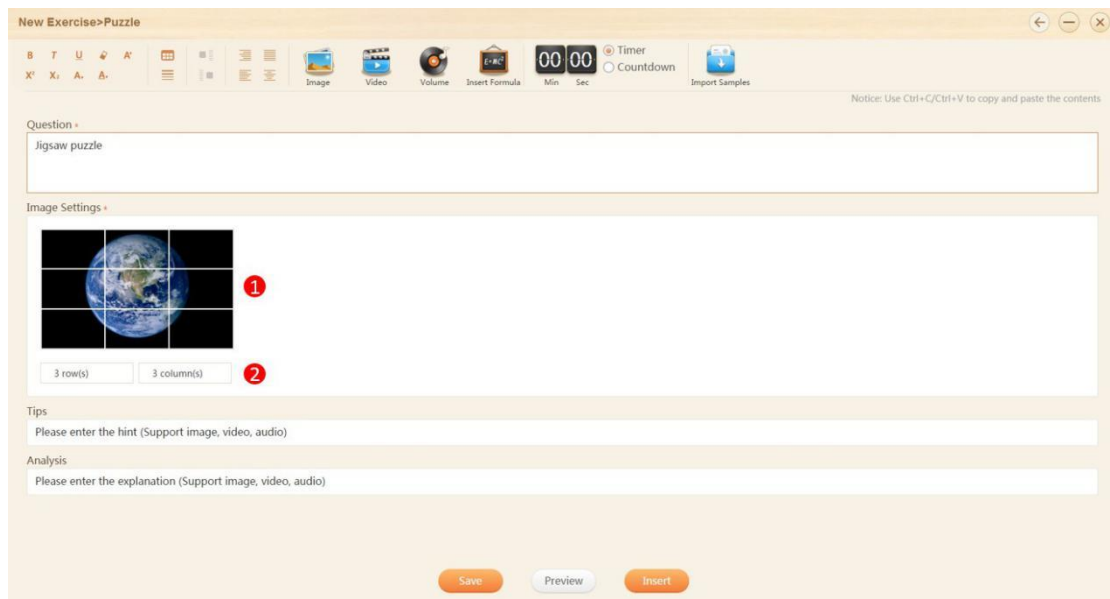 New Exercise>Puzzle
B T U A+
X² X₂ A. A.
00 00
Timer
Countdown
Image Video Volume Insert Formula Min Sec Import Samples
Notice: Use Ctrl+C/Ctrl+V to copy and paste the contents
Question *
Jigsaw puzzle
Image Settings *
1
3 row(s) 3 column(s) 2
Tips
Please enter the hint (Support image, video, audio)
Analysis
Please enter the explanation (Support image, video, audio)
Save Preview Insert